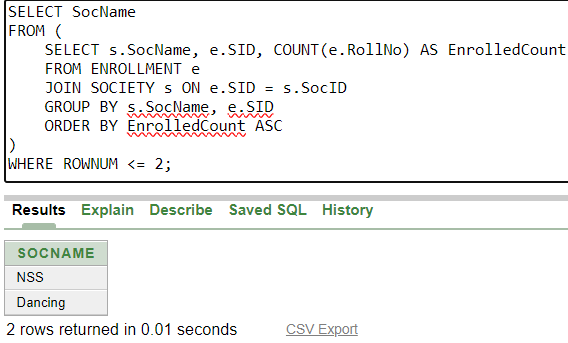 SELECT SocName
FROM (
SELECT s.SocName, e.SID, COUNT(e.RollNo) AS EnrolledCount
FROM ENROLLMENT e
JOIN SOCIETY s ON e.SID = s.SocID
GROUP BY s.SocName, e.SID
ORDER BY EnrolledCount ASC
)
WHERE ROWNUM <= 2;
Results Explain Describe Saved SQL History
SOCNAME
NSS
Dancing
2 rows returned in 0.01 seconds CSV Export